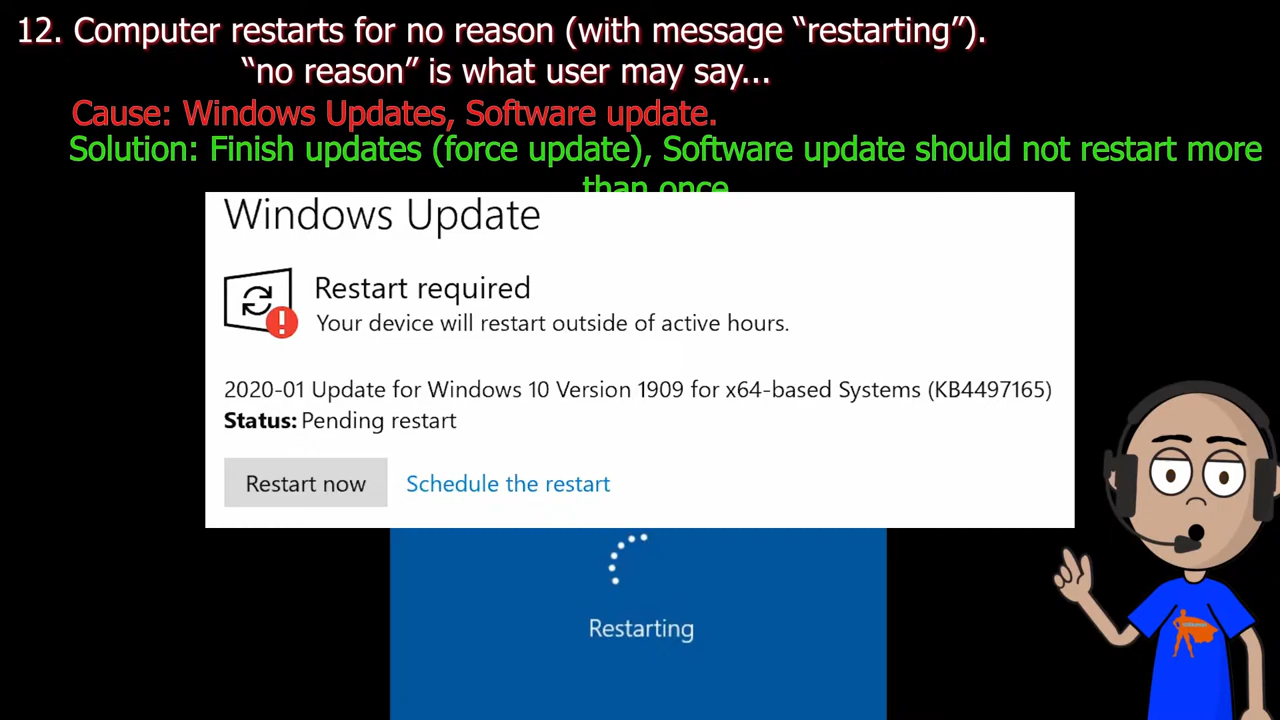 12. Computer restarts for no reason (with message “restarting”).
“no reason” is what user may say...
Cause: Windows Updates, Software update.
Solution: Finish updates (force update), Software update should not restart more
than once
Windows Update
Restart required
Your device will restart outside of active hours.
2020-01 Update for Windows 10 Version 1909 for x64-based Systems (KB4497165)
Status: Pending restart
Restart now Schedule the restart
Restarting